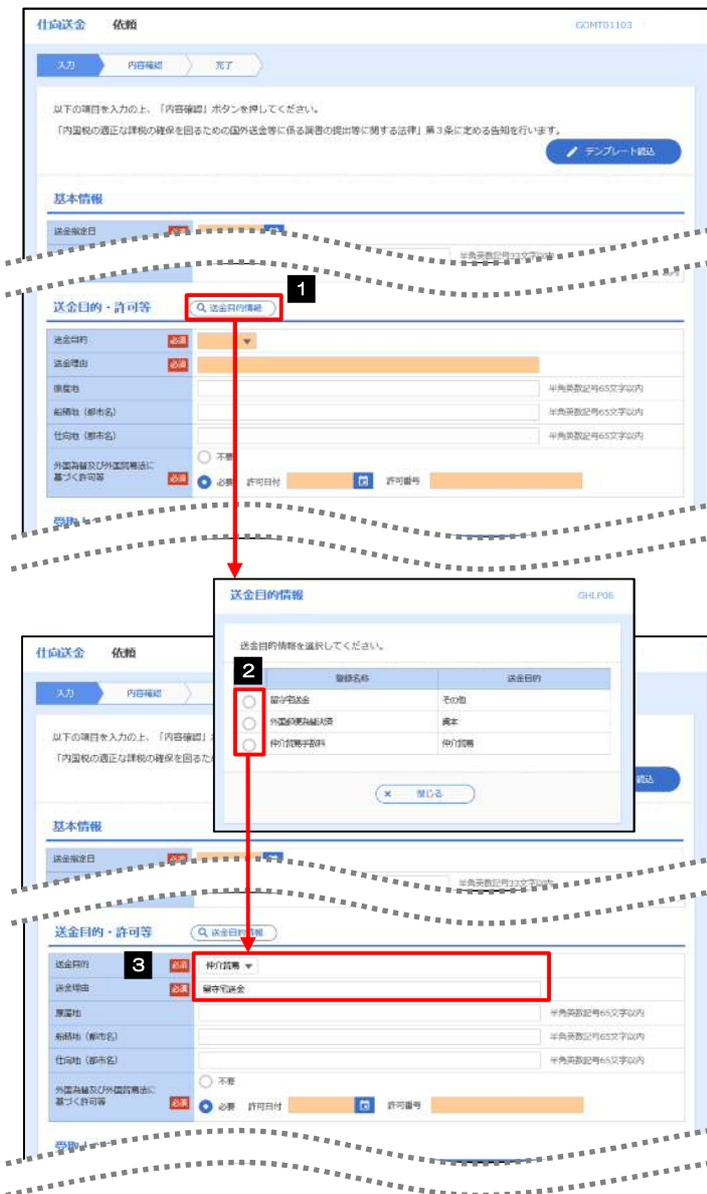 仕向送金 依頼 GOMT01103
入力 内容確認 完了
以下の項目を入力の上、「内容確認」ボタンを押してください。
「内国税の適正な課税の確保を図るための国外送金等に係る調書の提出等に関する法律」第3条に定める告知を行います。
テンプレート読込
基本情報
送金指定日 必須
半角英数記号33文字以内
1
送金目的・許可等 送金目的情報
送金目的 必須
送金理由 必須
原産地 半角英数記号65文字以内
船積地（都市名） 半角英数記号65文字以内
仕向地（都市名） 半角英数記号65文字以内
外国為替及び外国貿易法に 不要
基づく許可等 必須 必要 許可日付 許可番号
送金目的情報 GHLP06
送金目的情報を選択してください。
2
登録名称 送金目的
留守宅送金 その他
外国郵便為替決済 資本
仲介貿易手数料 仲介貿易
× 閉じる
仕向送金 依頼
入力 内容確認
以下の項目を入力の上、「内容確認」
「内国税の適正な課税の確保を図るた
読込
基本情報
送金指定日 必須
半角英数記号33文字以内
送金目的・許可等 送金目的情報
3
送金目的 必須 仲介貿易
送金理由 必須 留守宅送金
原産地 半角英数記号65文字以内
船積地（都市名） 半角英数記号65文字以内
仕向地（都市名） 半角英数記号65文字以内
外国為替及び外国貿易法に 不要
基づく許可等 必須 必要 許可日付 許可番号